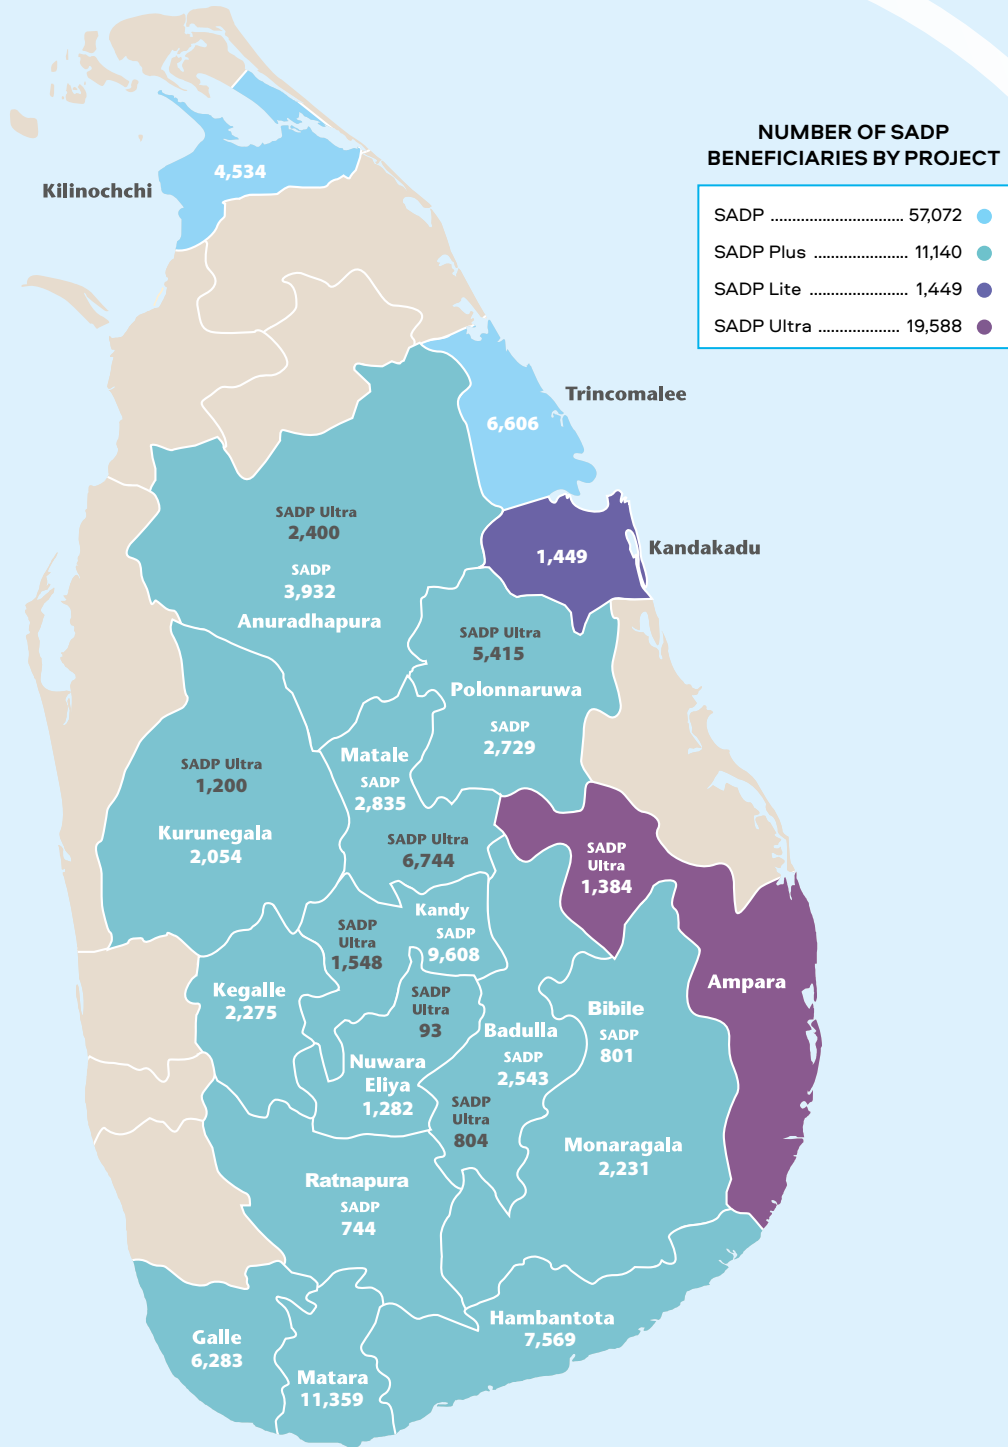 NUMBER OF SADP
BENEFICIARIES BY PROJECT
SADP .............................. 57,072
SADP Plus ...................... 11,140
SADP Lite ....................... 1,449
SADP Ultra ................... 19,588
4,534
Kilinochchi
Trincomalee
6,606
SADP Ultra
2,400
SADP
3,932
Anuradhapura
1,449
Kandakadu
SADP Ultra
5,415
Polonnaruwa
SADP
2,729
Matale
SADP
2,835
SADP Ultra
6,744
SADP Ultra
1,200
Kurunegala
2,054
SADP
Ultra
1,384
Ampara
Kandy
SADP
9,608
SADP
Ultra
1,548
Kegalle
2,275
SADP
Ultra
93
Nuwara
Eliya
1,282
Badulla
SADP
2,543
SADP
Ultra
804
Bibile
SADP
801
Monaragala
2,231
Ratnapura
SADP
744
Hambantota
7,569
Galle
6,283
Matara
11,359